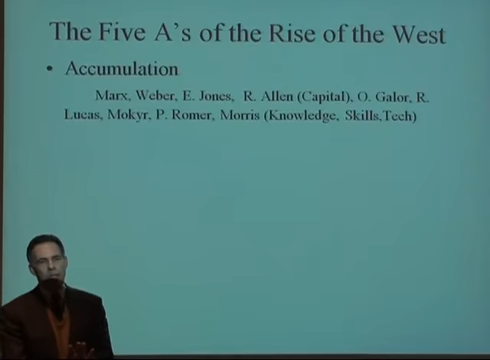 The Five A's of the Rise of the West
• Accumulation
Marx, Weber, E. Jones, R. Allen (Capital), O. Galor, R.
Lucas, Mokyr, P. Romer, Morris (Knowledge, Skills,Tech)